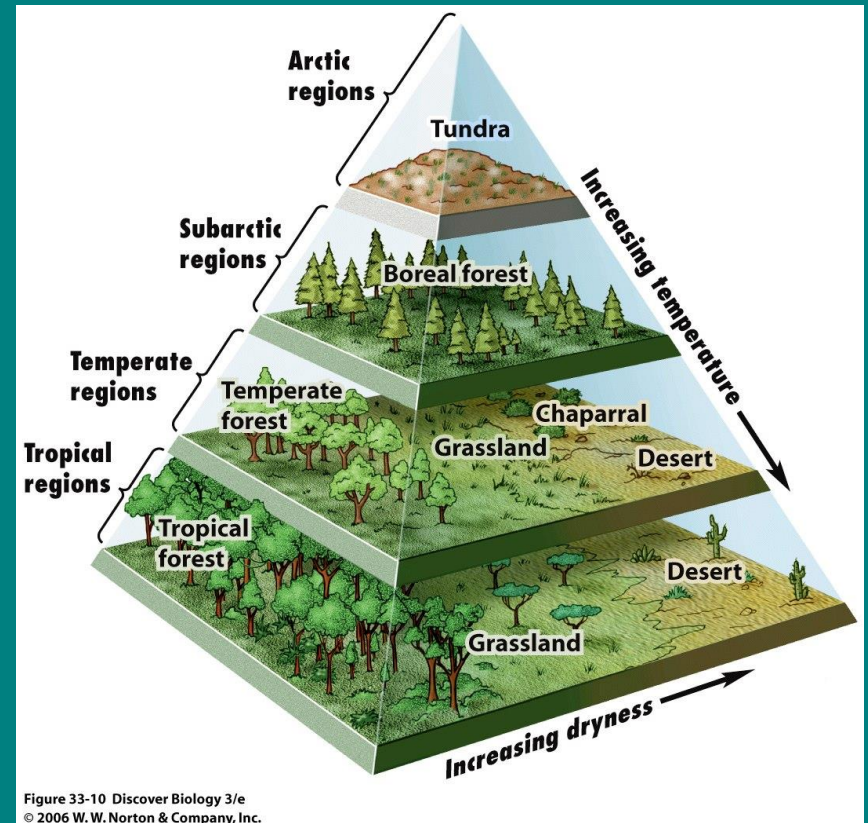 Arctic
regions
Tundra
Increasing temperature
Subarctic
regions
Boreal forest
Temperate
regions
Temperate
forest
Chaparral
Grassland
Desert
Tropical
regions
Tropical
forest
Desert
Grassland
Increasing dryness
Figure 33-10 Discover Biology 3/e
© 2006 W. W. Norton & Company, Inc.